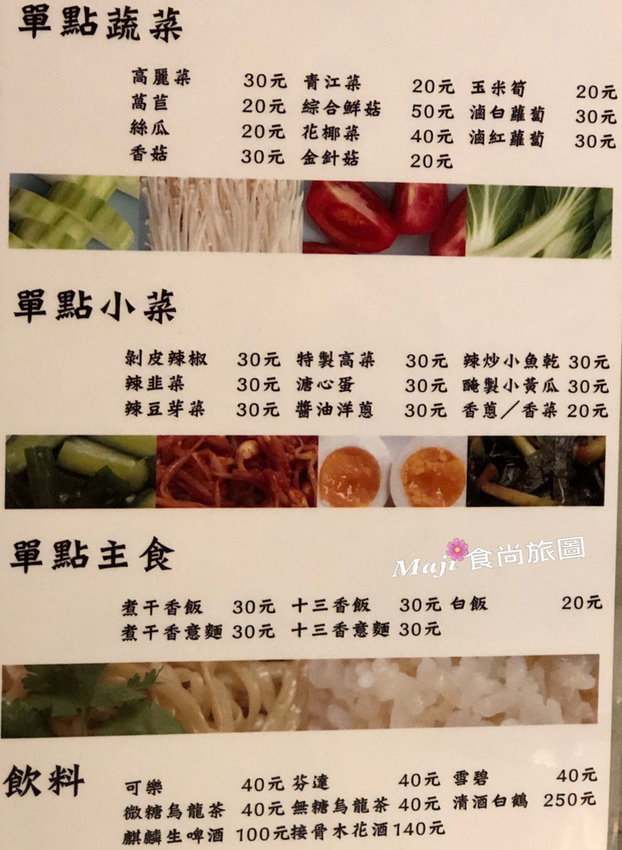 單點蔬菜
高麗菜 30元 青江菜 20元 玉米筍 20元
萵苣 20元 綜合鮮菇 50元 滷白蘿蔔 30元
絲瓜 20元 花椰菜 40元 滷紅蘿蔔 30元
香菇 30元 金針菇 20元
單點小菜
剝皮辣椒 30元 特製高菜 30元 辣炒小魚乾 30元
辣韭菜 30元 溏心蛋 30元 醃製小黃瓜 30元
辣豆芽菜 30元 醬油洋蔥 30元 香蔥／香菜 20元
單點主食
Maji 食尚旅圖
煮干香飯 30元 十三香飯 30元 白飯 20元
煮干香意麵 30元 十三香意麵 30元
飲料
可樂 40元 芬達 40元 雪碧 40元
微糖烏龍茶 40元 無糖烏龍茶 40元 清酒白鶴 250元
麒麟生啤酒 100元 接骨木花酒 140元